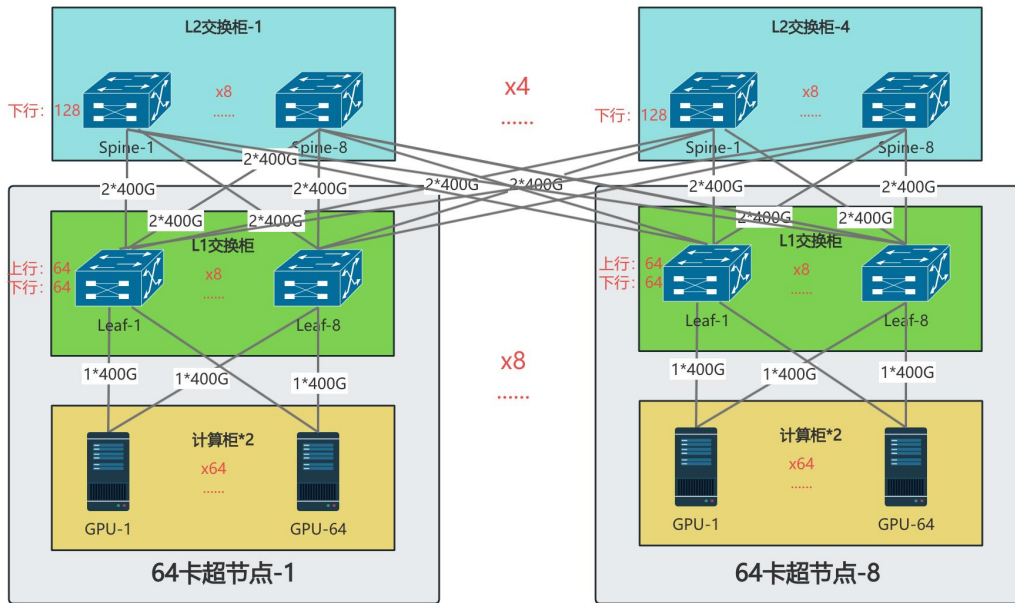 L2交换柜-1
L2交换柜-4
x8
......
x4
......
x8
......
下行：128
下行：128
Spine-1
Spine-8
Spine-1
Spine-8
2*400G
2*400G
2*400G
2*400G
2*400G
2*400G
2*400G
2*400G
2*400G
2*400G
2*400G
L1交换柜
L1交换柜
上行：64
下行：64
x8
......
上行：64
下行：64
x8
......
Leaf-1
Leaf-8
Leaf-1
Leaf-8
x8
......
1*400G
1*400G
1*400G
1*400G
1*400G
1*400G
计算柜*2
计算柜*2
x64
......
x64
......
GPU-1
GPU-64
GPU-1
GPU-64
64卡超节点-1
64卡超节点-8